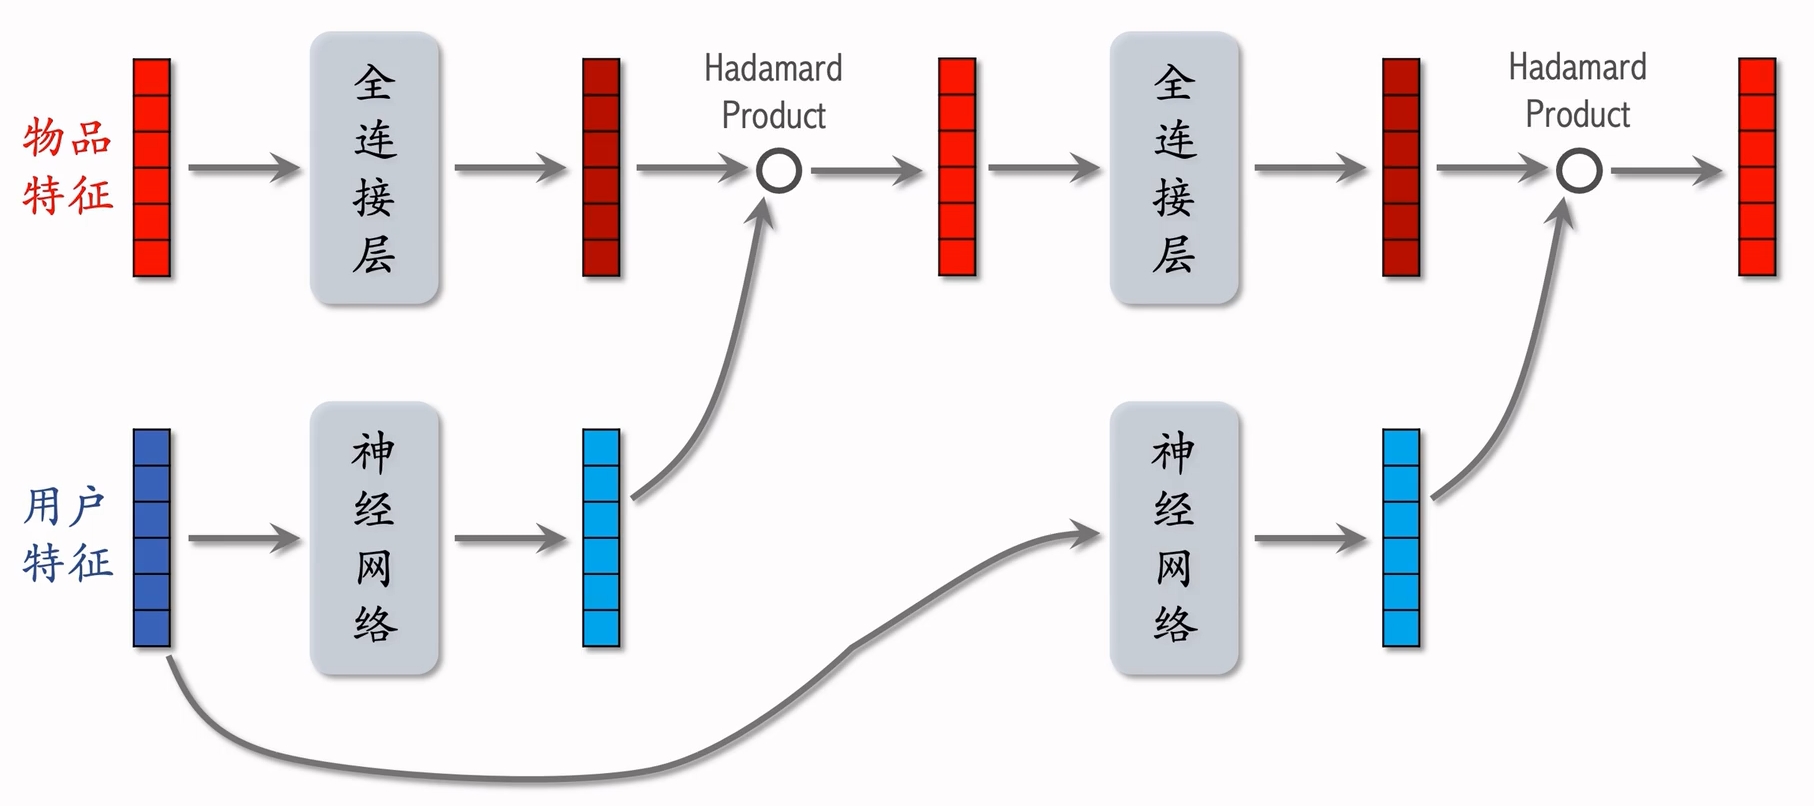 物品
特征
全
连
接
层
Hadamard
Product
全
连
接
层
Hadamard
Product
用户
特征
神
经
网
络
神
经
网
络